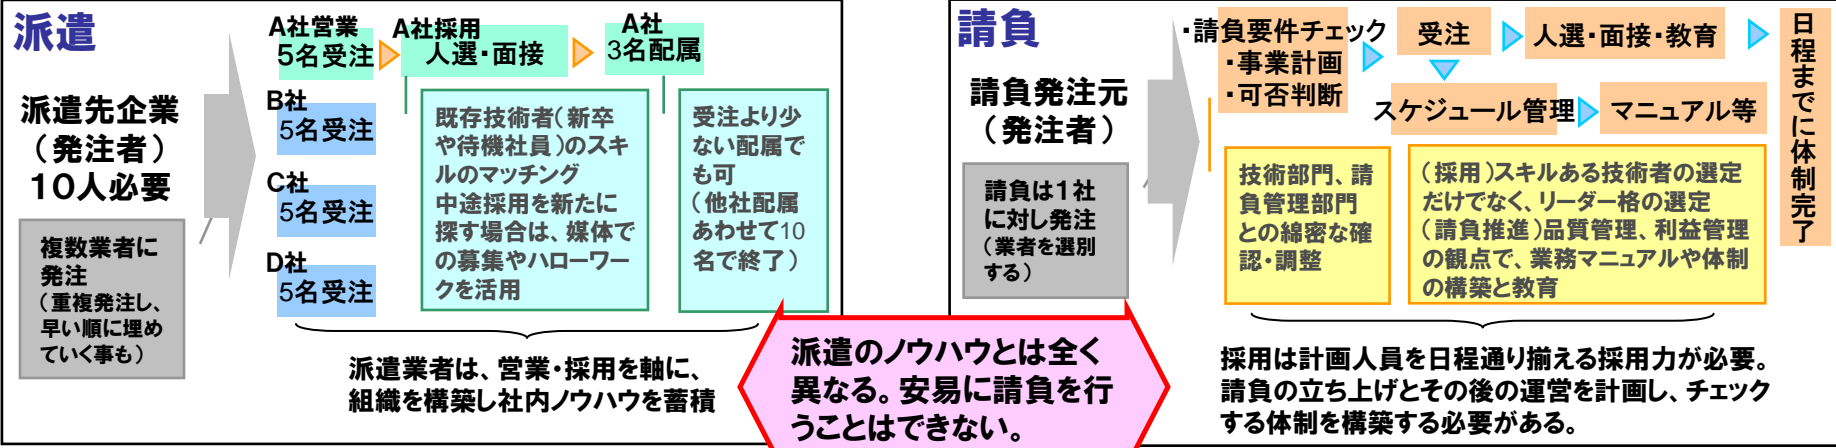 派遣
派遣先企業
（発注者）
10人必要
複数業者に
発注
（重複発注し、
早い順に埋め
ていく事も）
A社営業
5名受注
A社採用
人選・面接
A社
3名配属
B社
5名受注
C社
5名受注
D社
5名受注
既存技術者（新卒
や待機社員）のスキ
ルのマッチング
中途採用を新たに
探す場合は、媒体で
の募集やハローワー
クを活用
受注より少
ない配属で
も可
（他社配属
あわせて10
名で終了）
派遣業者は、営業・採用を軸に、
組織を構築し社内ノウハウを蓄積
派遣のノウハウとは全く
異なる。安易に請負を行
うことはできない。
請負
請負発注元
（発注者）
請負は1社
に対し発注
（業者を選別
する）
・請負要件チェック
・事業計画
・可否判断
受注
人選・面接・教育
スケジュール管理
マニュアル等
日程までに体制完了
技術部門、請
負管理部門
との綿密な確
認・調整
（採用）スキルある技術者の選定
だけでなく、リーダー格の選定
（請負推進）品質管理、利益管理
の観点で、業務マニュアルや体制
の構築と教育
採用は計画人員を日程通り揃える採用力が必要。
請負の立ち上げとその後の運営を計画し、チェック
する体制を構築する必要がある。